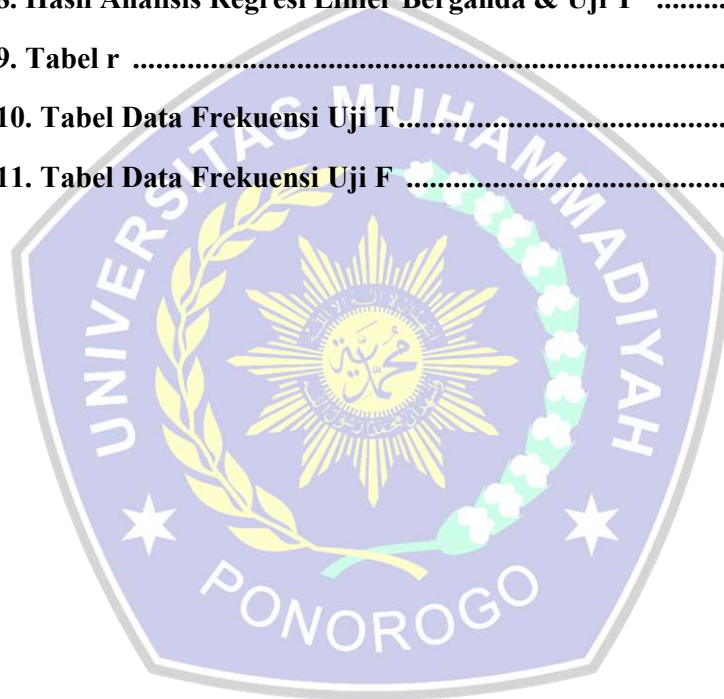 8. Hasil Analisis Regresi Linier Berganda & Uji T ..........
9. Tabel r ................................................................................
10. Tabel Data Frekuensi Uji T...........................................
11. Tabel Data Frekuensi Uji F ..........................................
UNIVERSITAS MUHAMMADIYAH
PONOROGO